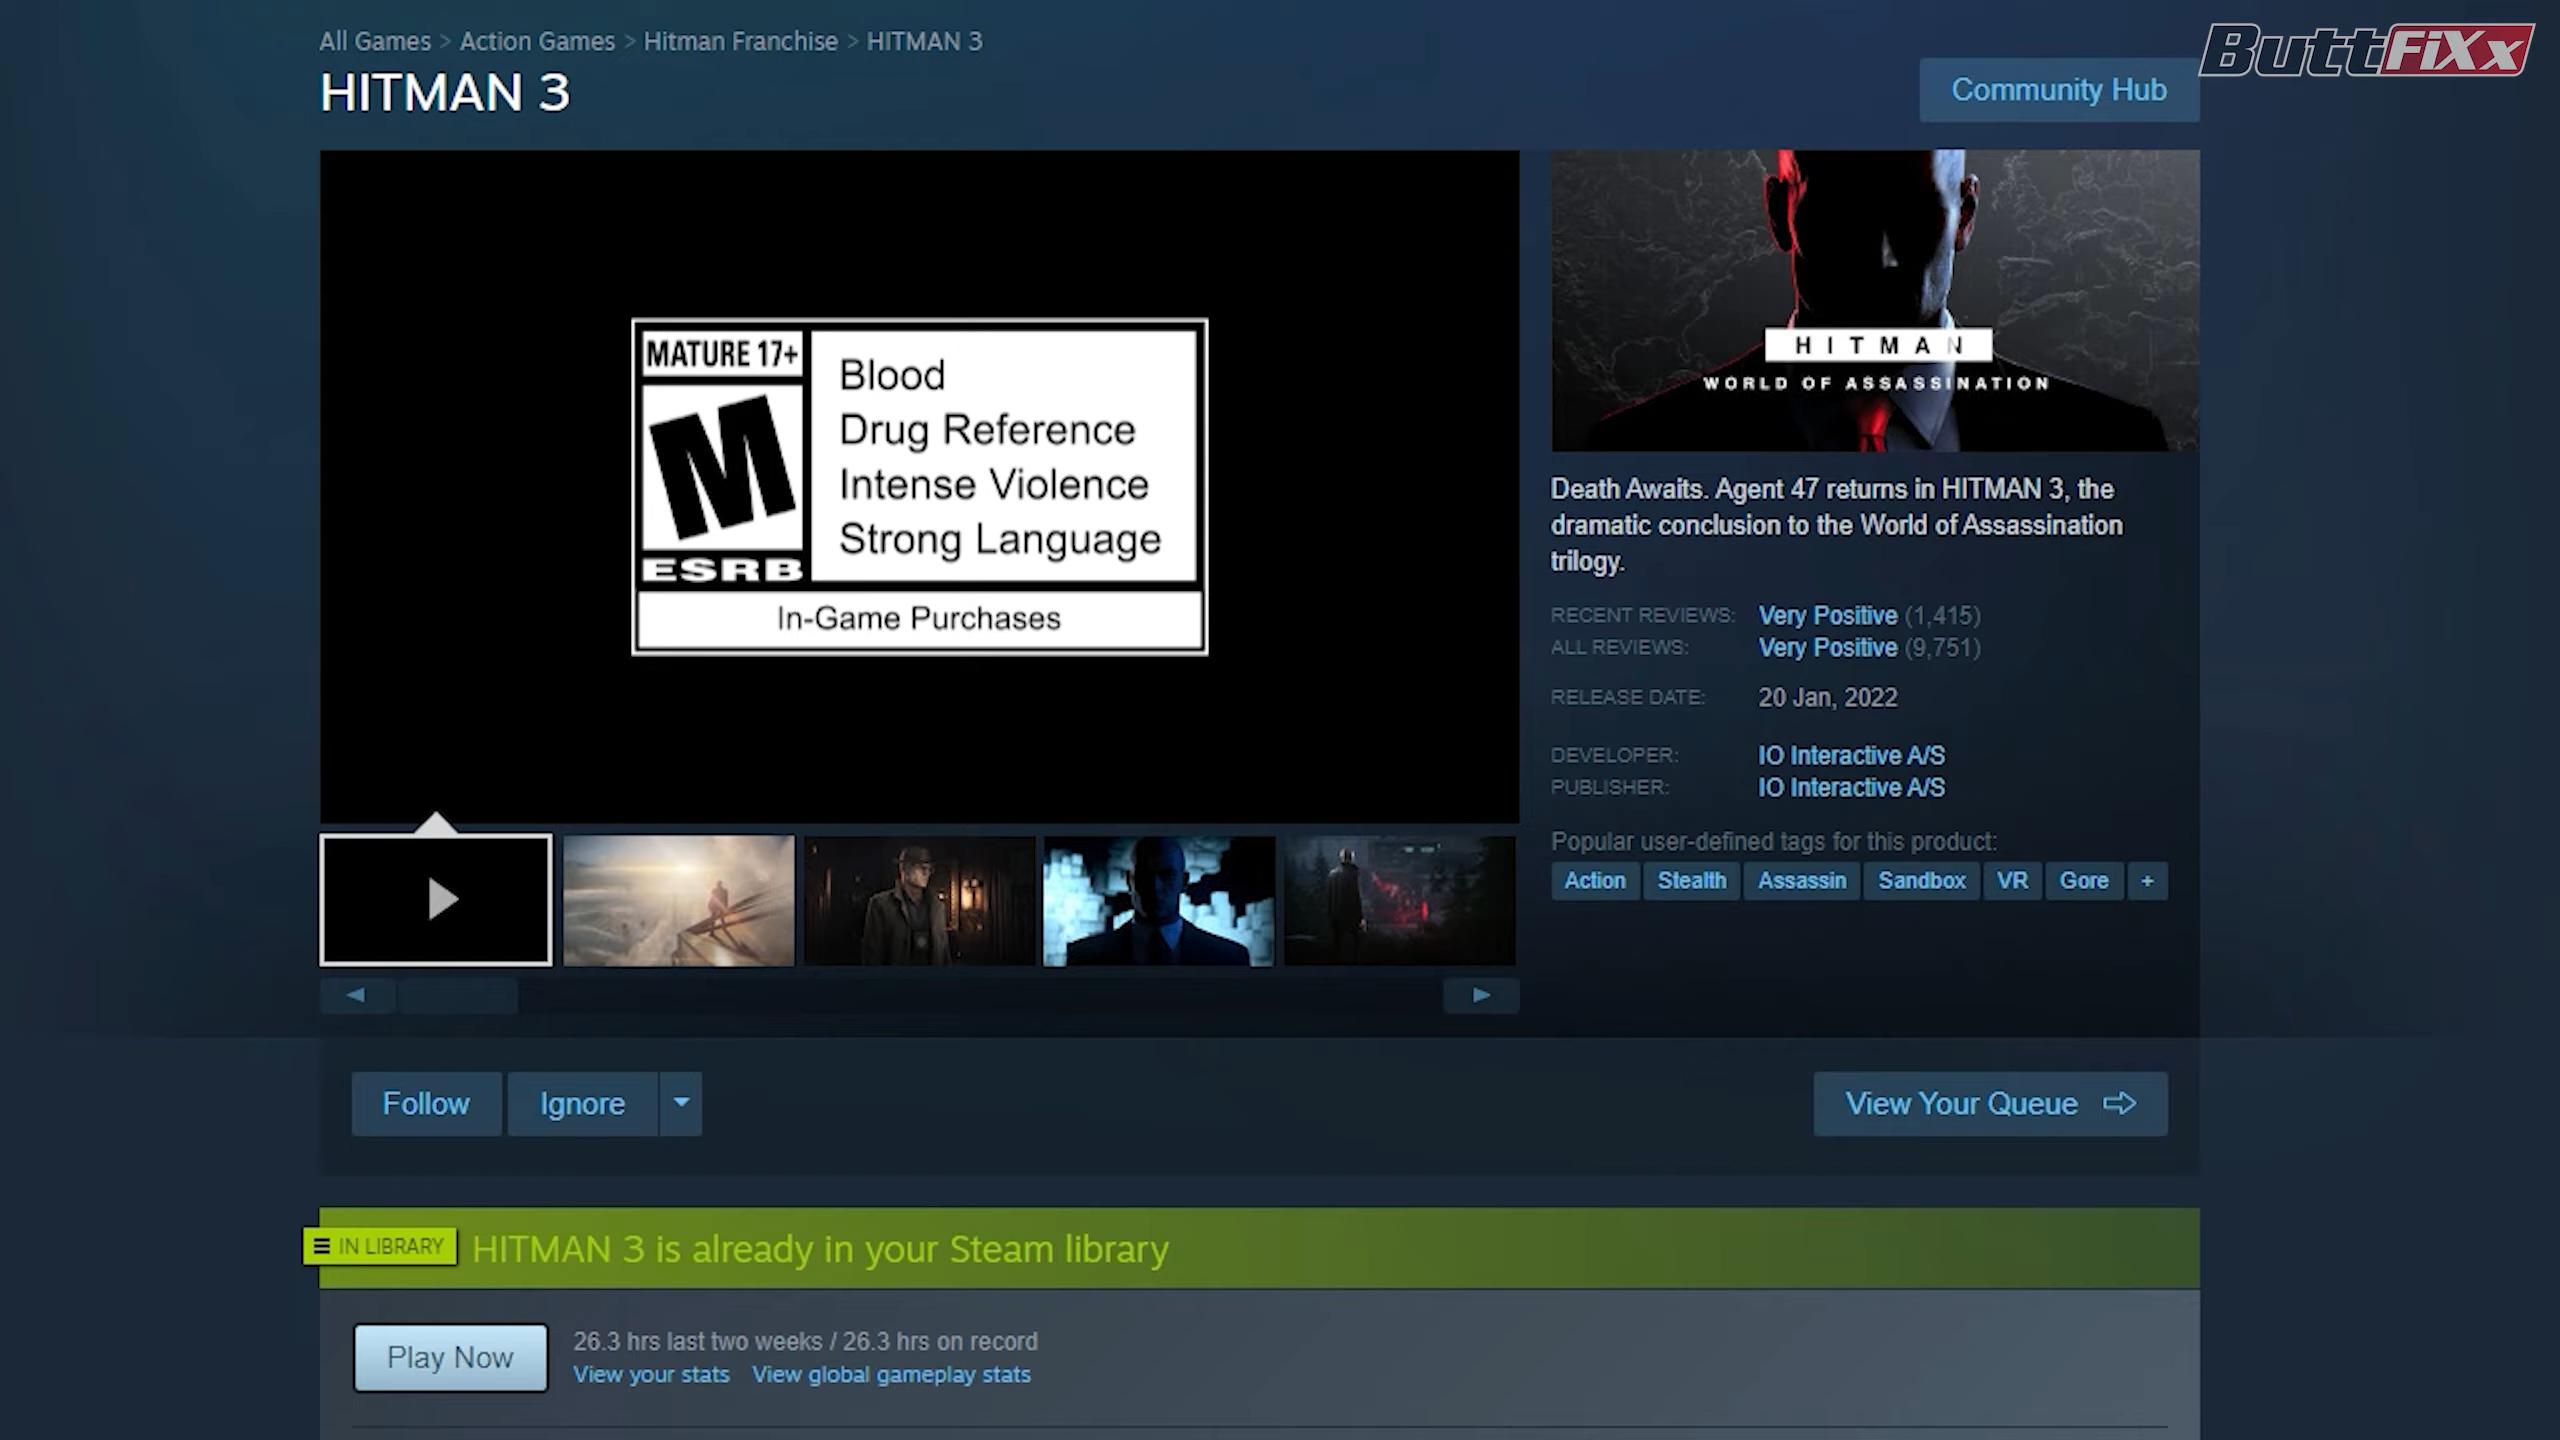 ButtFiXx
All Games > Action Games > Hitman Franchise > HITMAN 3
HITMAN 3
Community Hub
MATURE 17+
M
ESRB
Blood
Drug Reference
Intense Violence
Strong Language
In-Game Purchases
HITMAN
WORLD OF ASSASSINATION
Death Awaits. Agent 47 returns in HITMAN 3, the
dramatic conclusion to the World of Assassination
trilogy.
RECENT REVIEWS: Very Positive (1,415)
ALL REVIEWS: Very Positive (9,751)
RELEASE DATE: 20 Jan, 2022
DEVELOPER: IO Interactive A/S
PUBLISHER: IO Interactive A/S
Popular user-defined tags for this product:
Action Stealth Assassin Sandbox VR Gore +
Follow Ignore
View Your Queue
IN LIBRARY
HITMAN 3 is already in your Steam library
Play Now
26.3 hrs last two weeks / 26.3 hrs on record
View your stats View global gameplay stats